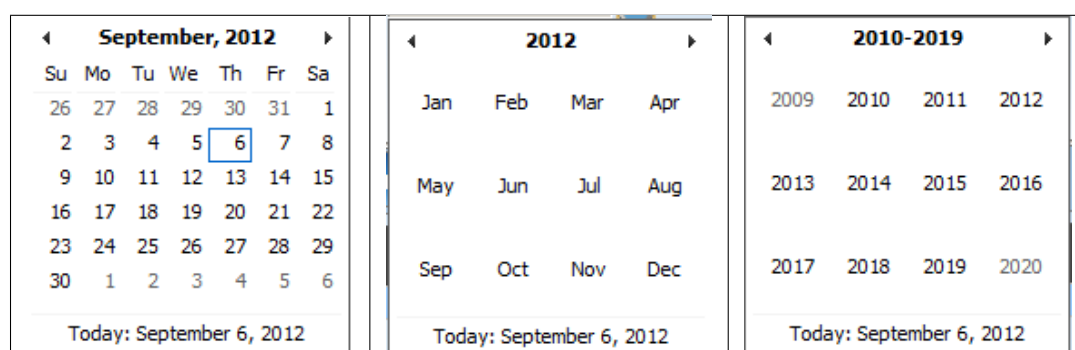 September, 2012
Su Mo Tu We Th Fr Sa
26 27 28 29 30 31 1
2 3 4 5 6 7 8
9 10 11 12 13 14 15
16 17 18 19 20 21 22
23 24 25 26 27 28 29
30 1 2 3 4 5 6
Today: September 6, 2012
2012
Jan Feb Mar Apr
May Jun Jul Aug
Sep Oct Nov Dec
Today: September 6, 2012
2010-2019
2009 2010 2011 2012
2013 2014 2015 2016
2017 2018 2019 2020
Today: September 6, 2012